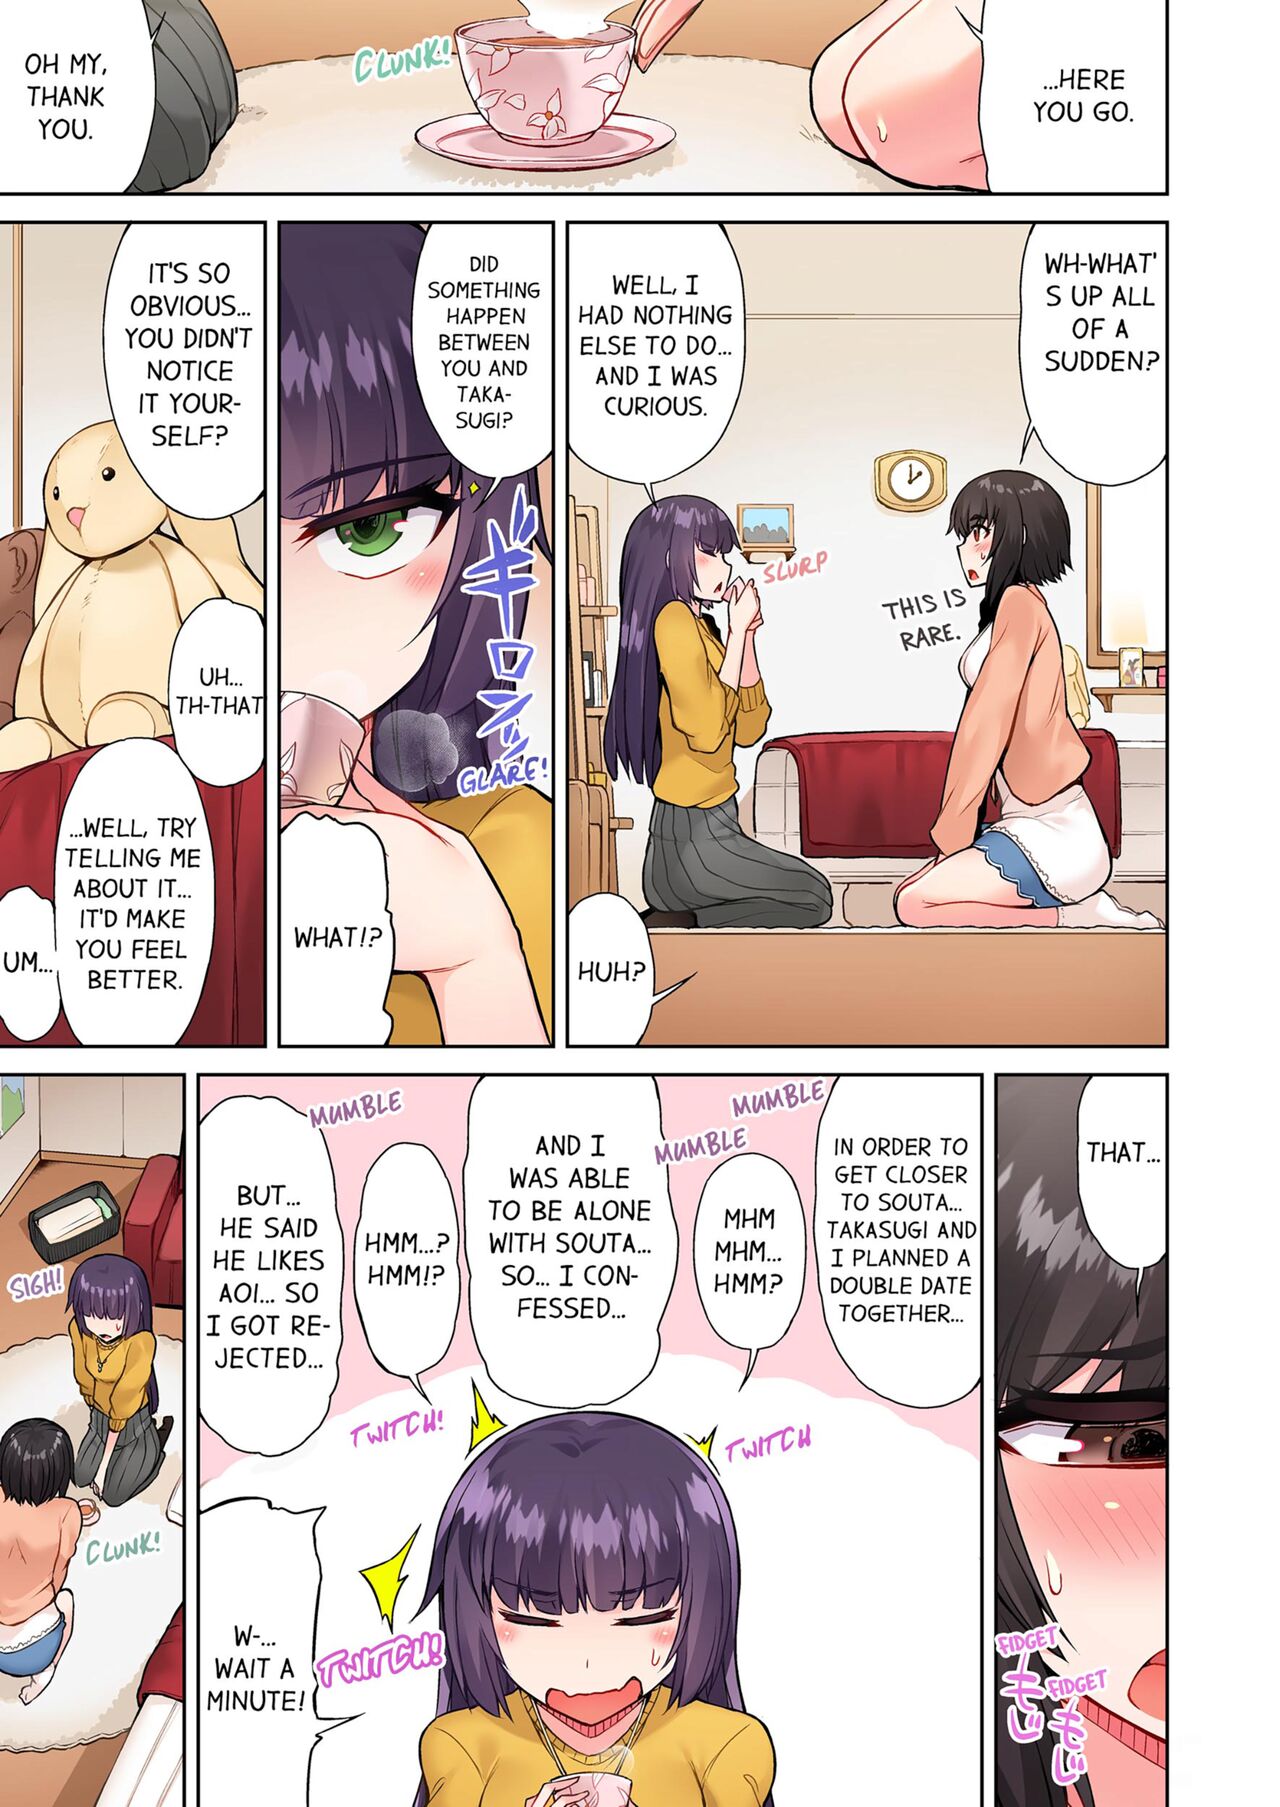 ...HERE
YOU GO.
CLUNK!
OH MY,
THANK
YOU.
WH-WHAT'
S UP ALL
OF A
SUDDEN?
THIS IS
RARE.
WELL, I
HAD NOTHING
ELSE TO DO...
AND I WAS
CURIOUS.
SLURP
HUH?
DID
SOMETHING
HAPPEN
BETWEEN
YOU AND
TAKA-
SUGI?
ギロンッ
GLARE!
WHAT!?
IT'S SO
OBVIOUS...
YOU DIDN'T
NOTICE
IT YOUR-
SELF?
UH...
TH-THAT
...WELL, TRY
TELLING ME
ABOUT IT...
IT'D MAKE
YOU FEEL
BETTER.
UM...
THAT...
FIDGET
もじ
FIDGET
もじ
IN ORDER TO
GET CLOSER
TO SOUTA...
TAKASUGI AND
I PLANNED A
DOUBLE DATE
TOGETHER...
MUMBLE
MUMBLE
MHM
MHM...
HMM?
AND I
WAS ABLE
TO BE ALONE
WITH SOUTA...
SO... I CON-
FESSED...
HMM...?
HMM!?
MUMBLE
BUT...
HE SAID
HE LIKES
AOI... SO
I GOT RE-
JECTED...
TWITCH
TWITCH!
TWITCH!
W-...
WAIT A
MINUTE!
SIGH!
CLUNK!